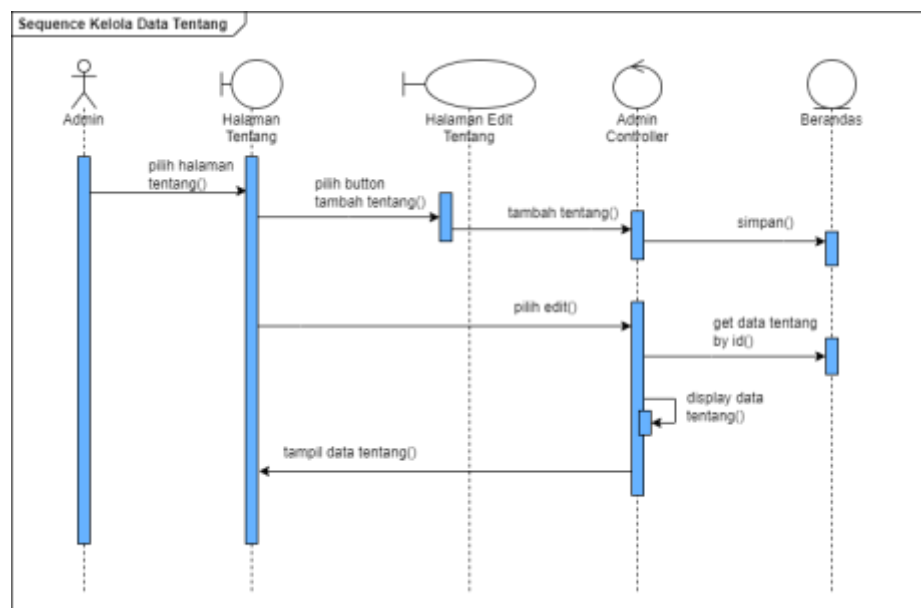 Sequence Kelola Data Tentang
Admin
Halaman
Tentang
Halaman Edit
Tentang
Admin
Controller
Berandas
pilih halaman
tentang()
pilih button
tambah tentang()
tambah tentang()
simpan()
pilih edit()
get data tentang
by id()
display data
tentang()
tampil data tentang()